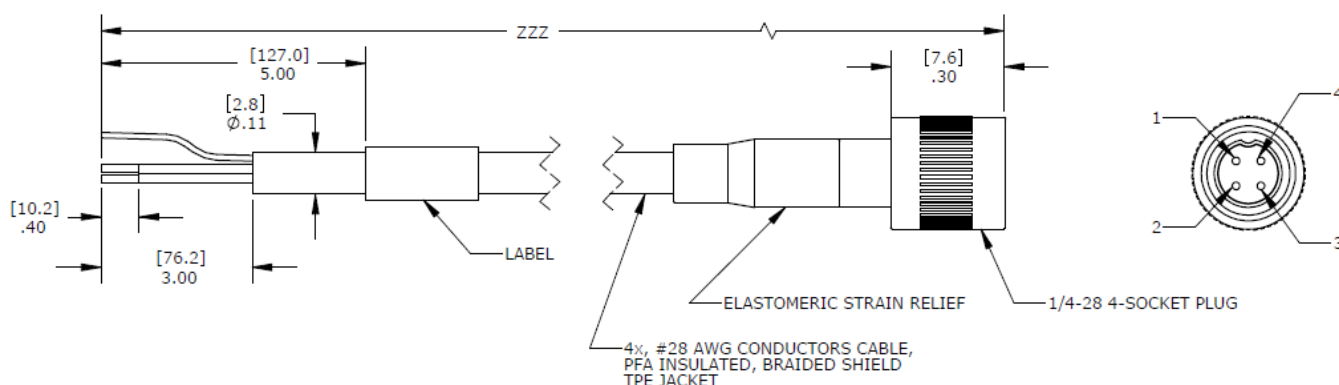 ZZZ
[127.0]
5.00
[7.6]
.30
[2.8]
Ø.11
1
4
[10.2]
.40
2
3
[76.2]
3.00
LABEL
ELASTOMERIC STRAIN RELIEF
1/4-28 4-SOCKET PLUG
4x, #28 AWG CONDUCTORS CABLE,
PFA INSULATED, BRAIDED SHIELD
TPE JACKET